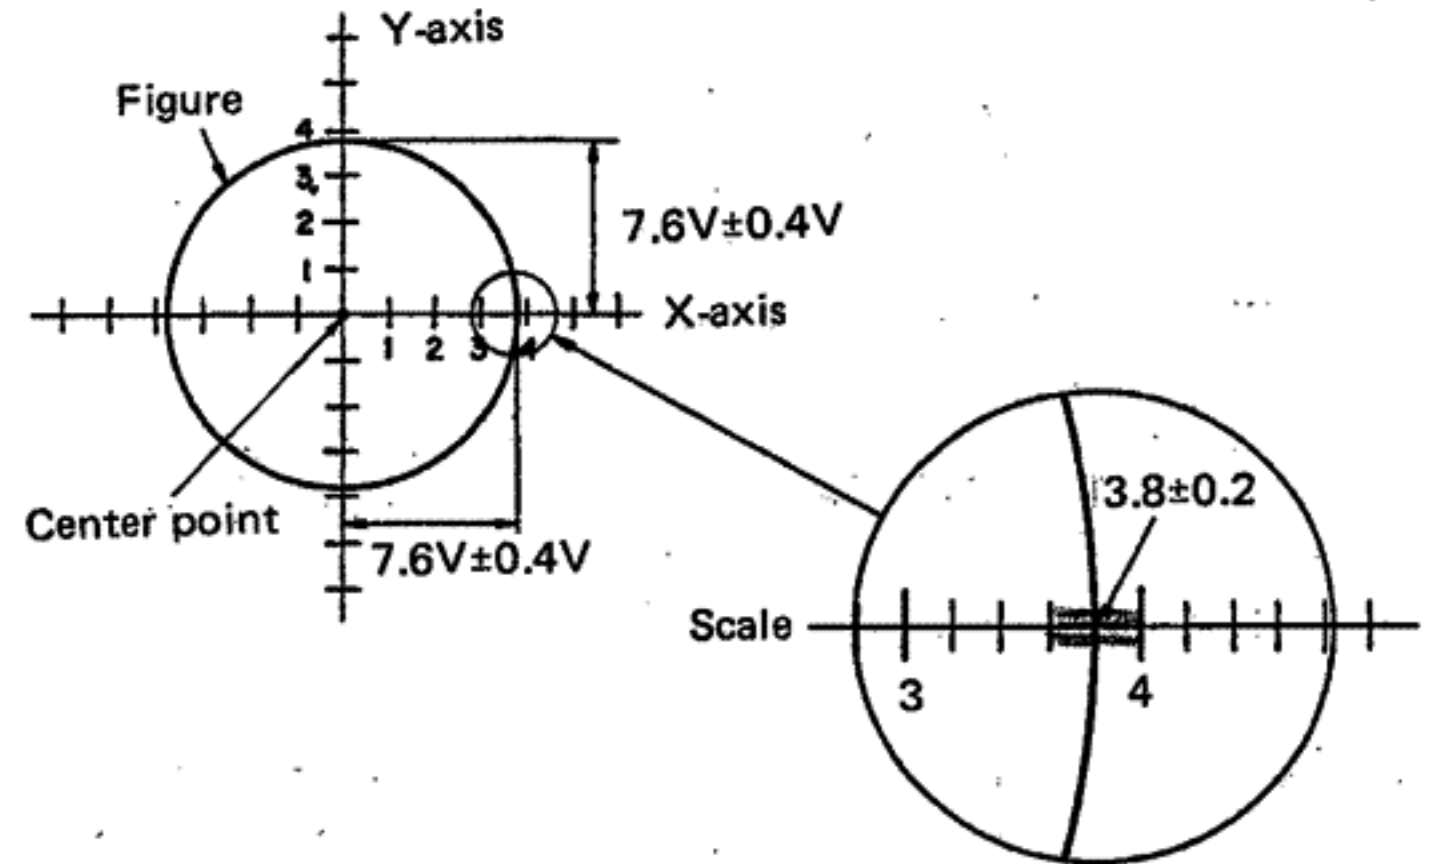 Y-axis
Figure
4
3
2
1
7.6V±0.4V
X-axis
1 2 3 4
Center point
7.6V±0.4V
3.8±0.2
Scale
3 4